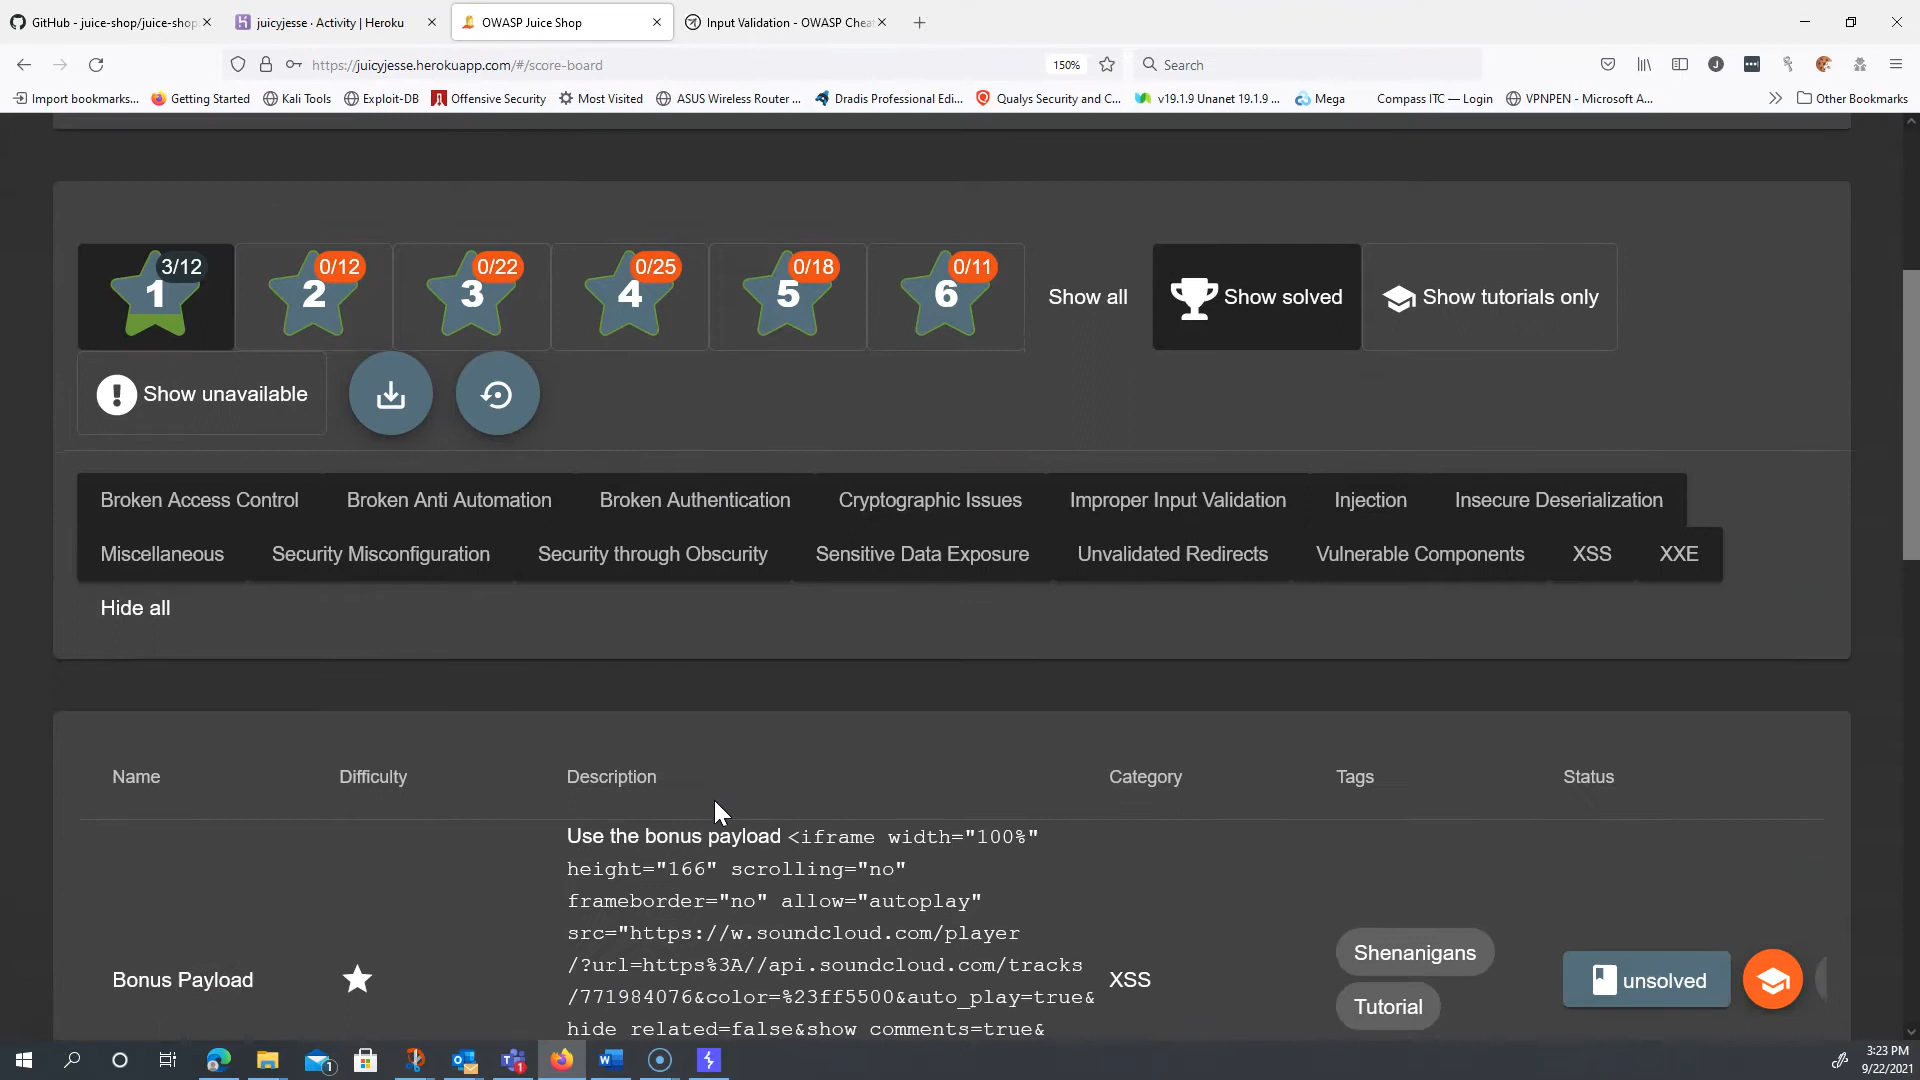 GitHub - juice-shop/juice-shop:
juicyjesse · Activity | Heroku
OWASP Juice Shop
Input Validation - OWASP Cheat
https://juicyjesse.herokuapp.com/#/score-board
150%
Search
Import bookmarks...
Getting Started
Kali Tools
Exploit-DB
Offensive Security
Most Visited
ASUS Wireless Router ...
Dradis Professional Edi...
Qualys Security and C...
v19.1.9 Unanet 19.1.9 ...
Mega
Compass ITC — Login
VPNPEN - Microsoft A...
Other Bookmarks
1 3/12
2 0/12
3 0/22
4 0/25
5 0/18
6 0/11
Show all
Show solved
Show tutorials only
Show unavailable
Broken Access Control Broken Anti Automation Broken Authentication Cryptographic Issues Improper Input Validation Injection Insecure Deserialization
Miscellaneous Security Misconfiguration Security through Obscurity Sensitive Data Exposure Unvalidated Redirects Vulnerable Components XSS XXE
Hide all
Name Difficulty Description Category Tags Status
Bonus Payload
Use the bonus payload <iframe width="100%"
height="166" scrolling="no"
frameborder="no" allow="autoplay"
src="https://w.soundcloud.com/player
/?url=https%3A//api.soundcloud.com/tracks
/771984076&color=%23ff5500&auto_play=true&
hide_related=false&show_comments=true&
XSS
Shenanigans
Tutorial
unsolved
3:23 PM
9/22/2021